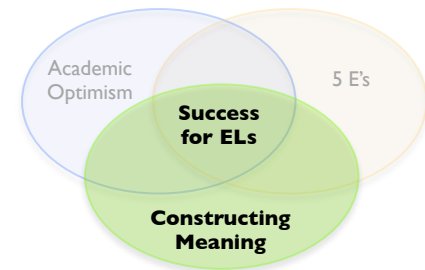 Academic
Optimism
5 E's
Success
for ELs
Constructing
Meaning